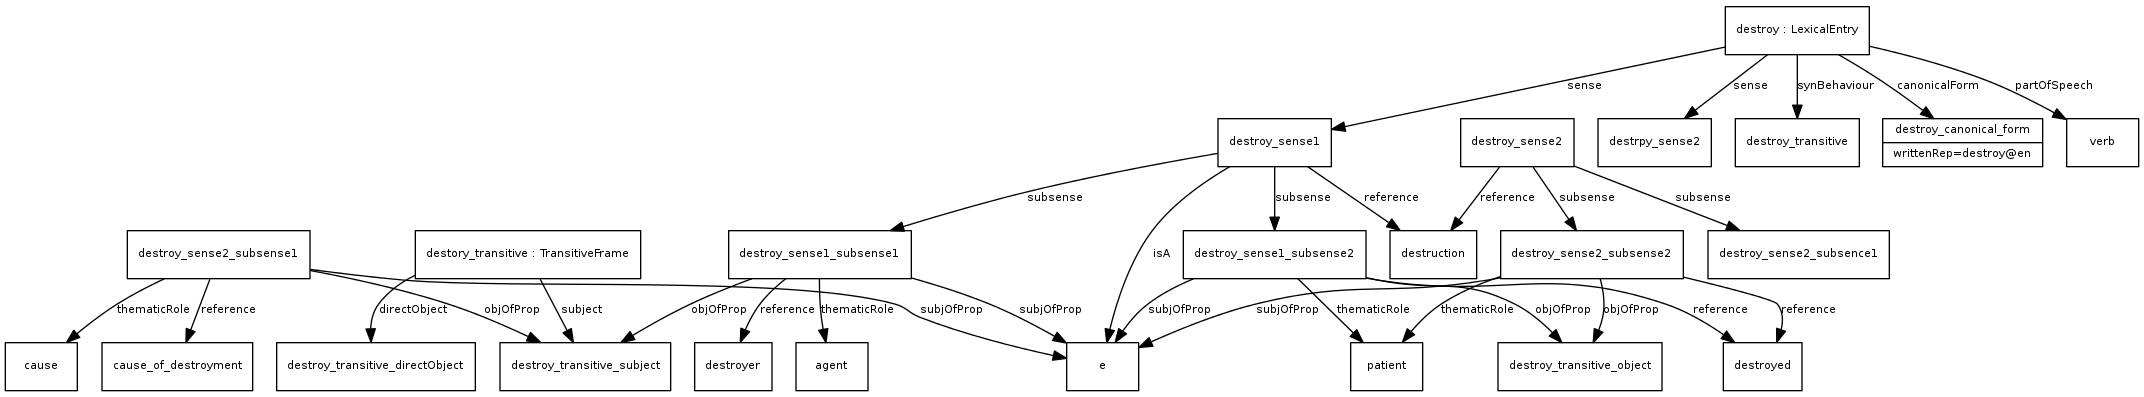 destroy : LexicalEntry
sense
sense
synBehaviour
canonicalForm
partOfSpeech
destroy_sense1
destroy_sense2
destrpy_sense2
destroy_transitive
destroy_canonical_form
writtenRep=destroy@en
verb
subsense
isA
subsense
reference
reference
subsense
subsense
destroy_sense2_subsense1
destory_transitive : TransitiveFrame
destroy_sense1_subsense1
destroy_sense1_subsense2
destruction
destroy_sense2_subsense2
destroy_sense2_subsence1
thematicRole
reference
directObject
objOfProp
subject
objOfProp
reference
thematicRole
subjOfProp
subjOfProp
subjOfProp
subjOfProp
thematicRole
thematicRole
objOfProp
objOfProp
reference
reference
cause
cause_of_destroyment
destroy_transitive_directObject
destroy_transitive_subject
destroyer
agent
e
patient
destroy_transitive_object
destroyed